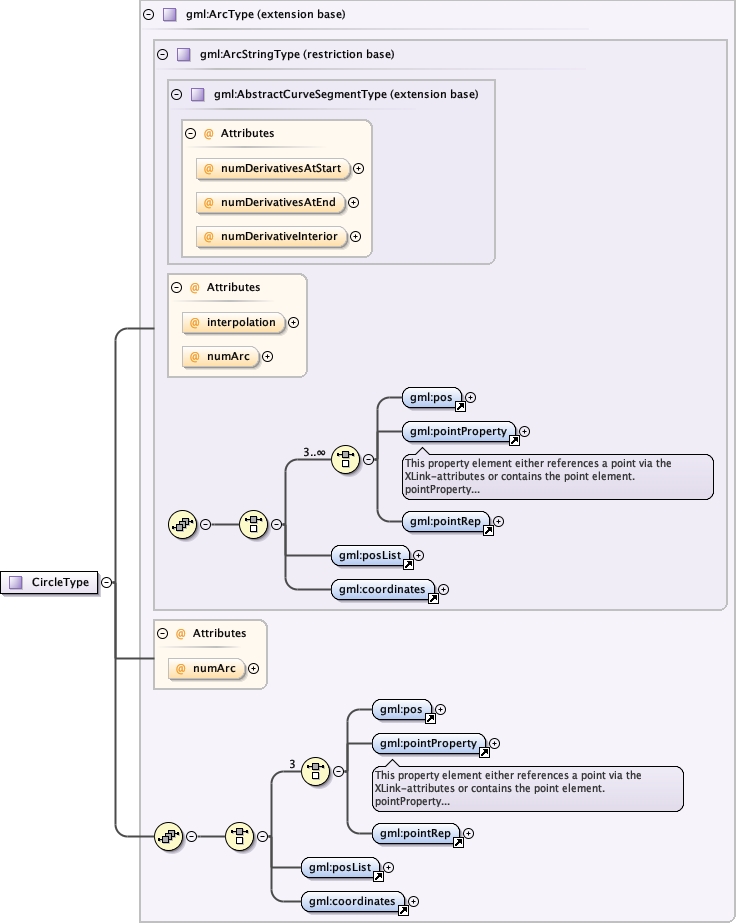 gml:ArcType (extension base)
gml:ArcStringType (restriction base)
gml:AbstractCurveSegmentType (extension base)
@ Attributes
@ numDerivativesAtStart
@ numDerivativesAtEnd
@ numDerivativeInterior
@ Attributes
@ interpolation
@ numArc
gml:pos
gml:pointProperty
3..∞
This property element either references a point via the
XLink-attributes or contains the point element.
pointProperty...
gml:pointRep
gml:posList
gml:coordinates
CircleType
@ Attributes
@ numArc
gml:pos
gml:pointProperty
3
This property element either references a point via the
XLink-attributes or contains the point element.
pointProperty...
gml:pointRep
gml:posList
gml:coordinates